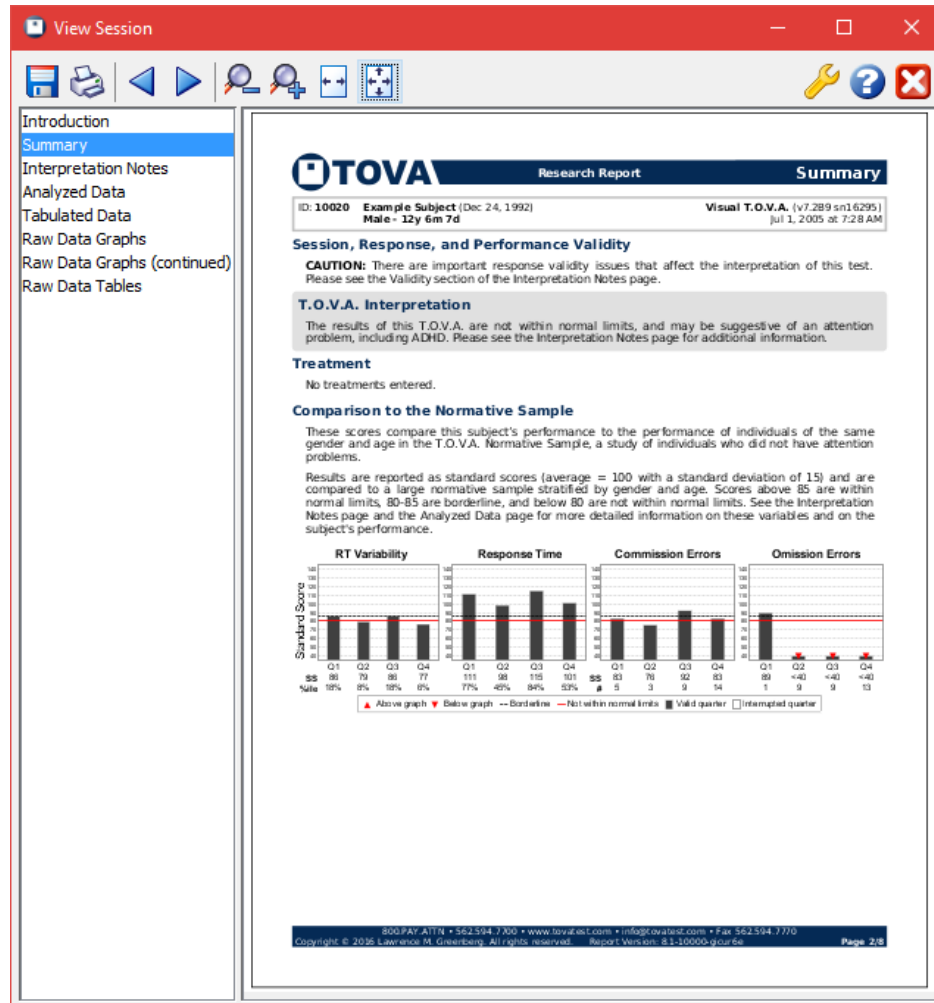 View Session
Introduction
Summary
Interpretation Notes
Analyzed Data
Tabulated Data
Raw Data Graphs
Raw Data Graphs (continued)
Raw Data Tables
TOVA Research Report Summary
ID: 10020 Example Subject (Dec 24, 1992) Visual T.O.V.A. (v7.289 sn16295)
Male - 12y 6m 7d Jul 1, 2005 at 7:28 AM
Session, Response, and Performance Validity
CAUTION: There are important response validity issues that affect the interpretation of this test.
Please see the Validity section of the Interpretation Notes page.
T.O.V.A. Interpretation
The results of this T.O.V.A. are not within normal limits, and may be suggestive of an attention
problem, including ADHD. Please see the Interpretation Notes page for additional information.
Treatment
No treatments entered.
Comparison to the Normative Sample
These scores compare this subject's performance to the performance of individuals of the same
gender and age in the T.O.V.A. Normative Sample, a study of individuals who did not have attention
problems.
Results are reported as standard scores (average = 100 with a standard deviation of 15) and are
compared to a large normative sample stratified by gender and age. Scores above 85 are within
normal limits, 80-85 are borderline, and below 80 are not within normal limits. See the Interpretation
Notes page and the Analyzed Data page for more detailed information on these variables and on the
subject's performance.
RT Variability Response Time Commission Errors Omission Errors
Standard Score
Q1 Q2 Q3 Q4 Q1 Q2 Q3 Q4 Q1 Q2 Q3 Q4 Q1 Q2 Q3 Q4
SS 86 79 86 77 111 98 115 101 SS 83 76 92 83 89 <40 <40 <40
%ile 18% 8% 18% 6% 77% 45% 84% 53% # 5 3 9 14 1 9 9 13
Above graph Below graph Borderline Not within normal limits Valid quarter Interrupted quarter
800.PAY.ATTN • 562.594.7700 • www.tovatest.com • info@tovatest.com • Fax 562.594.7770
Copyright © 2016 Lawrence M. Greenberg. All rights reserved. Report Version: 8.1-10000-gicur6e Page 2/8